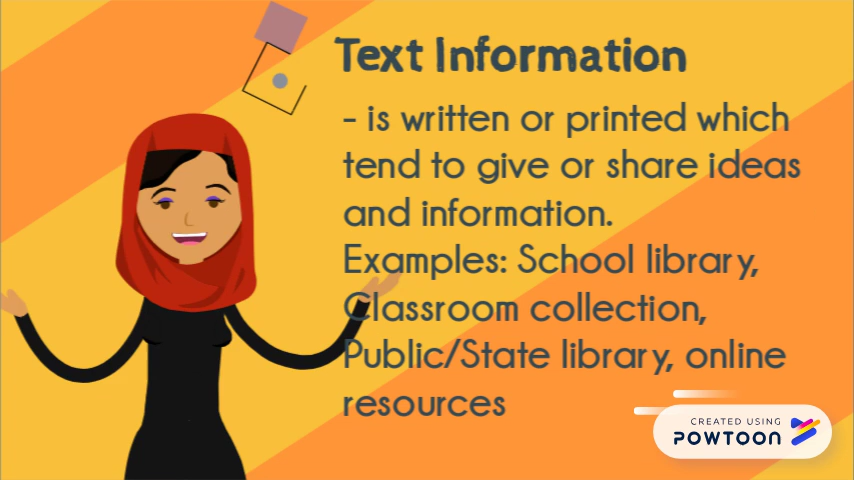 Text Information
- is written or printed which
tend to give or share ideas
and information.
Examples: School library,
Classroom collection,
Public/State library, online
resources
CREATED USING
POWTOON